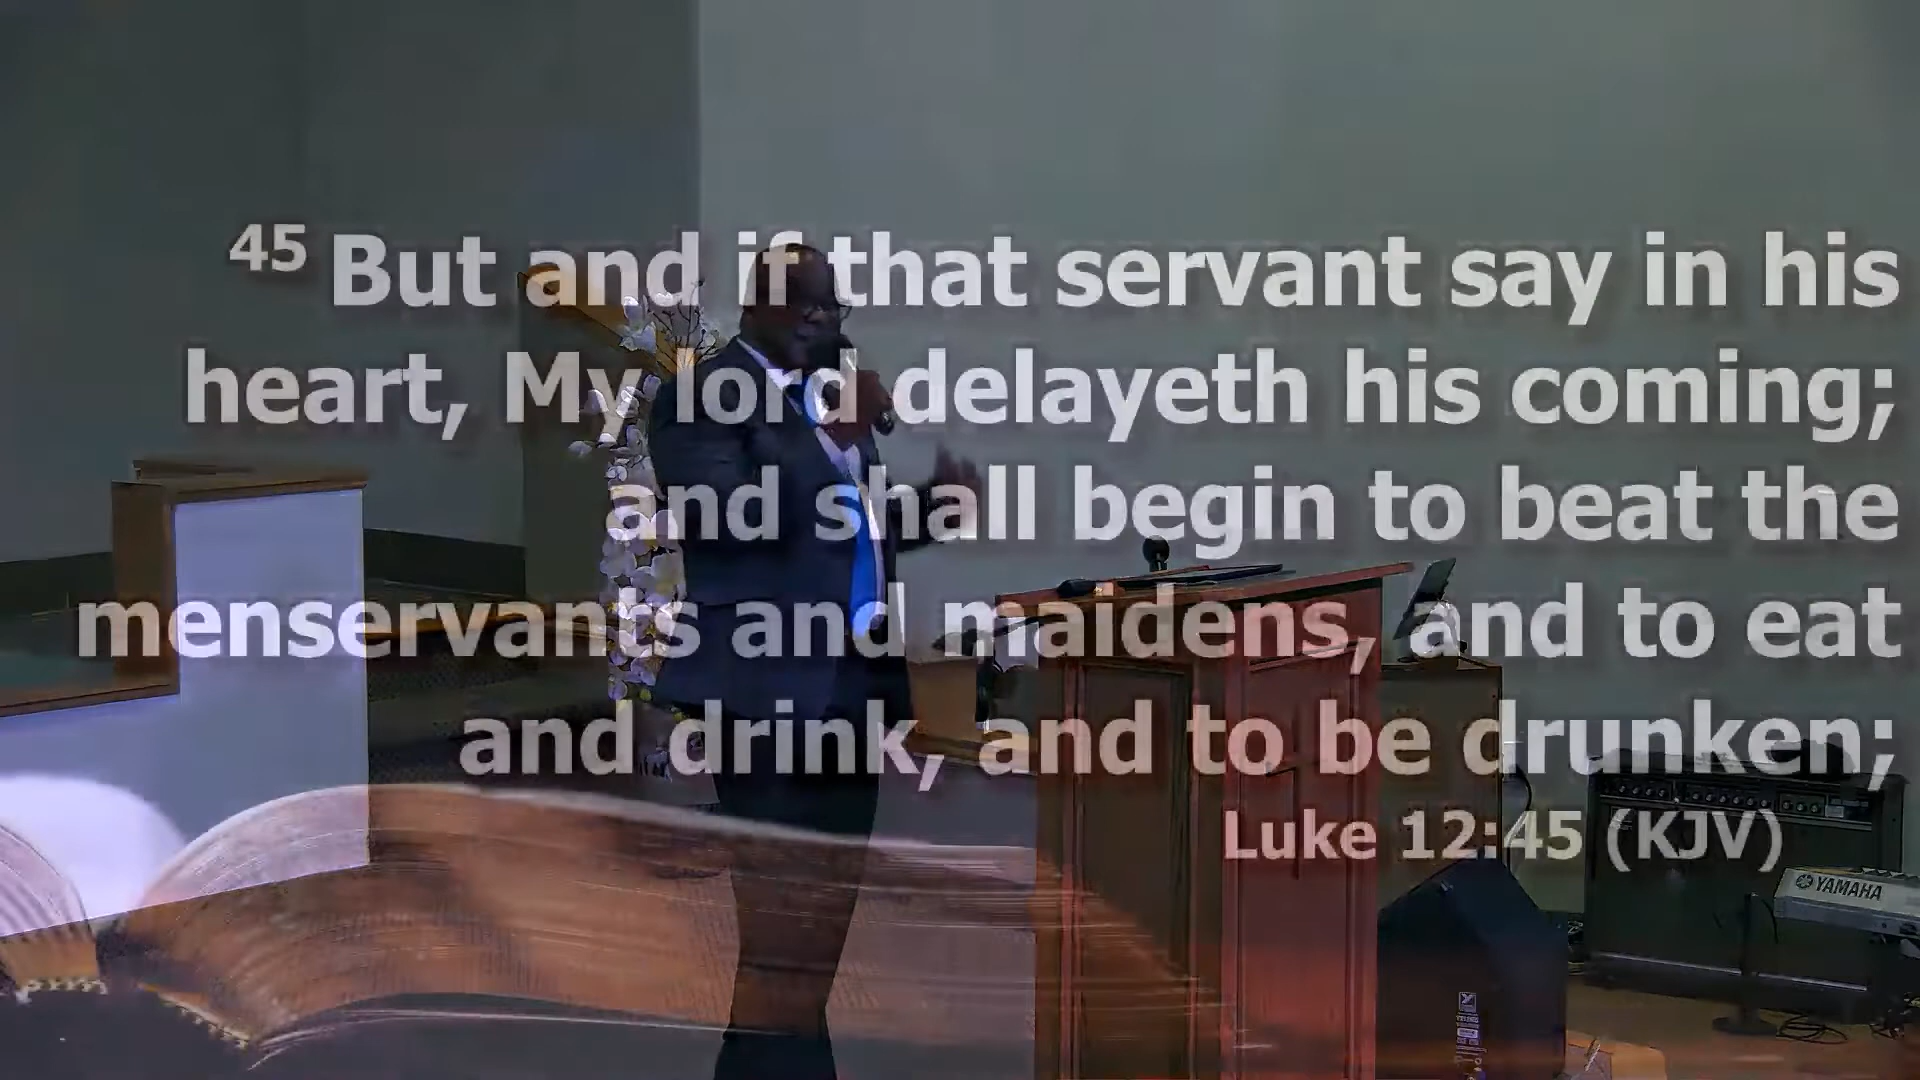 45 But and if that servant say in his
heart, My lord delayeth his coming;
and shall begin to beat the
menservants and maidens, and to eat
and drink, and to be drunken;
Luke 12:45 (KJV)
YAMAHA